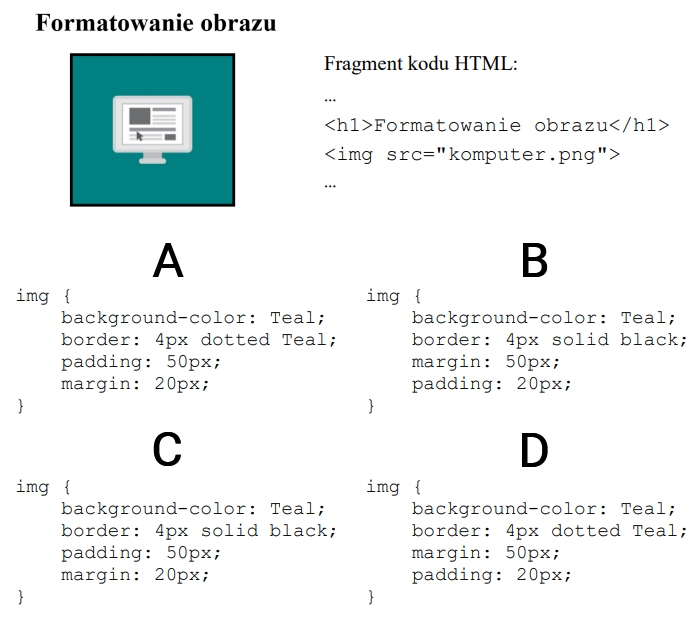 Formatowanie obrazu
Fragment kodu HTML:
...
<h1>Formatowanie obrazu</h1>
<img src="komputer.png">
...
A
img {
    background-color: Teal;
    border: 4px dotted Teal;
    padding: 50px;
    margin: 20px;
}
B
img {
    background-color: Teal;
    border: 4px solid black;
    margin: 50px;
    padding: 20px;
}
C
img {
    background-color: Teal;
    border: 4px solid black;
    padding: 50px;
    margin: 20px;
}
D
img {
    background-color: Teal;
    border: 4px dotted Teal;
    margin: 50px;
    padding: 20px;
}